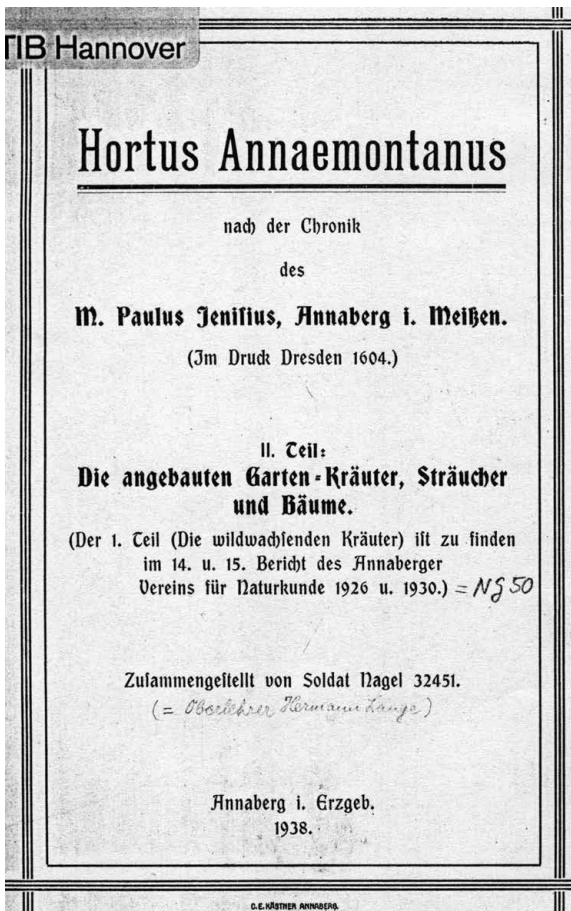 TIB Hannover
Hortus Annaemontanus
nach der Chronik
des
M. Paulus Jenisius, Annaberg i. Meißen.
(Im Druck Dresden 1604.)
II. Teil:
Die angebauten Garten-Kräuter, Sträucher
und Bäume.
(Der 1. Teil (Die wildwachsenden Kräuter) ist zu finden
im 14. u. 15. Bericht des Annaberger
Vereins für Naturkunde 1926 u. 1930.) = NG 50
Zusammengestellt von Soldat Nagel 32451.
(= Oberlehrer Hermann Lange)
Annaberg i. Erzgeb.
1938.
C. E. KÄSTNER ANNABERG.